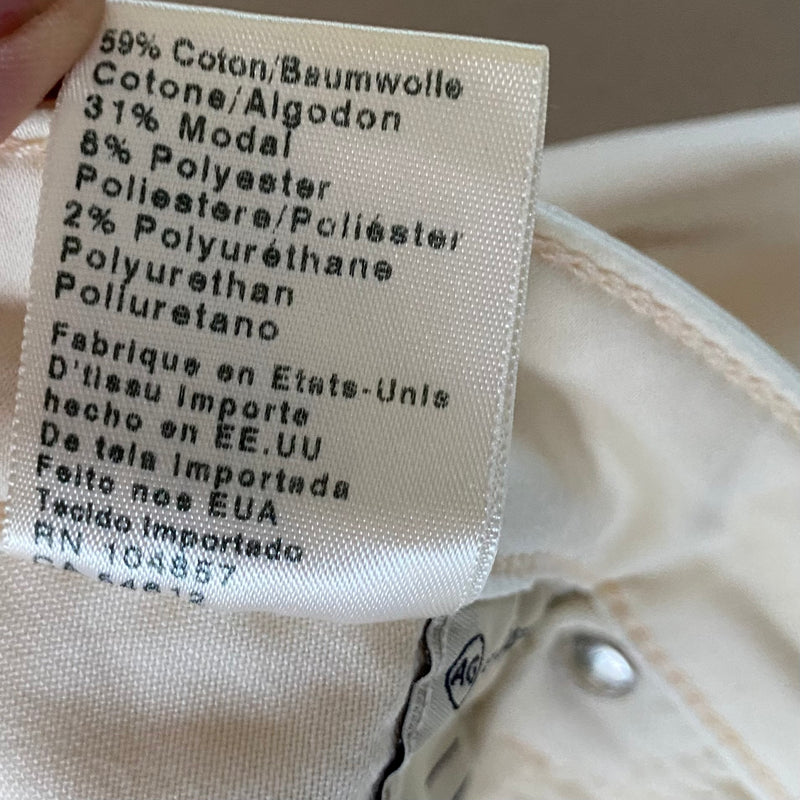 59% Coton/Baumwolle
Cotone/Algodon
31% Modal
8% Polyester
Poliestere/Poliéster
2% Polyuréthane
Polyurethan
Poliuretano
Fabrique en Etats-Unis
D'tissu importe
hecho en EE.UU
De tela importada
Feito nos EUA
Tecido importado
RN 104857
AG